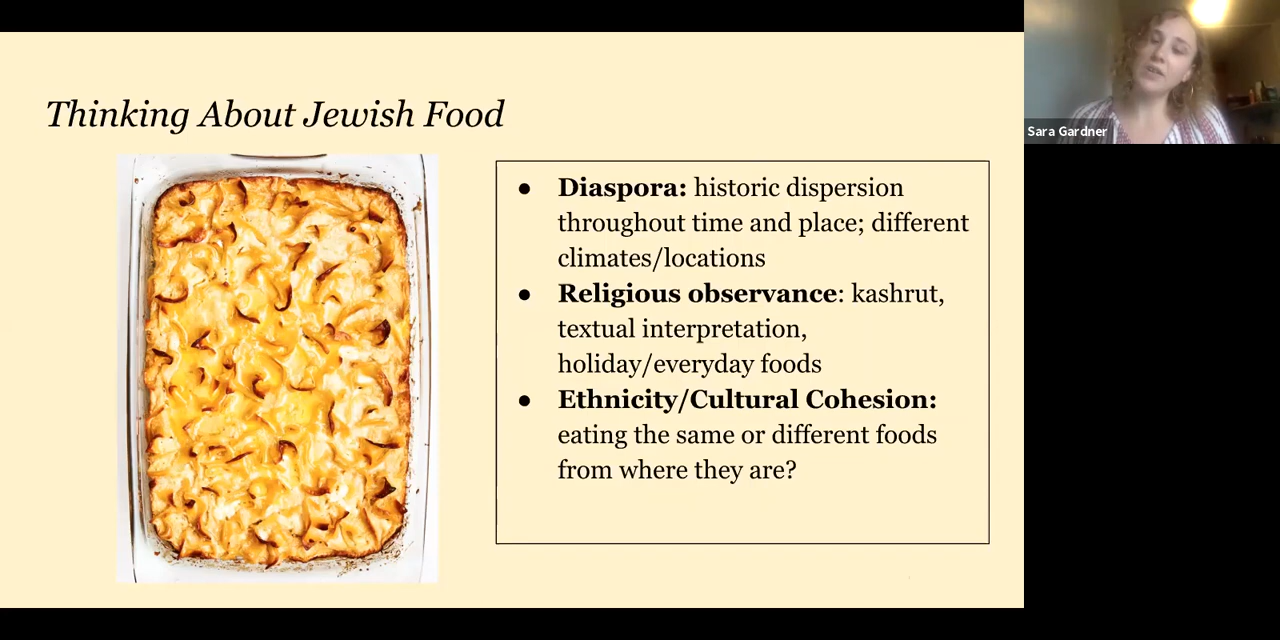 Thinking About Jewish Food
● Diaspora: historic dispersion
throughout time and place; different
climates/locations
● Religious observance: kashrut,
textual interpretation,
holiday/everyday foods
● Ethnicity/Cultural Cohesion:
eating the same or different foods
from where they are?
Sara Gardner